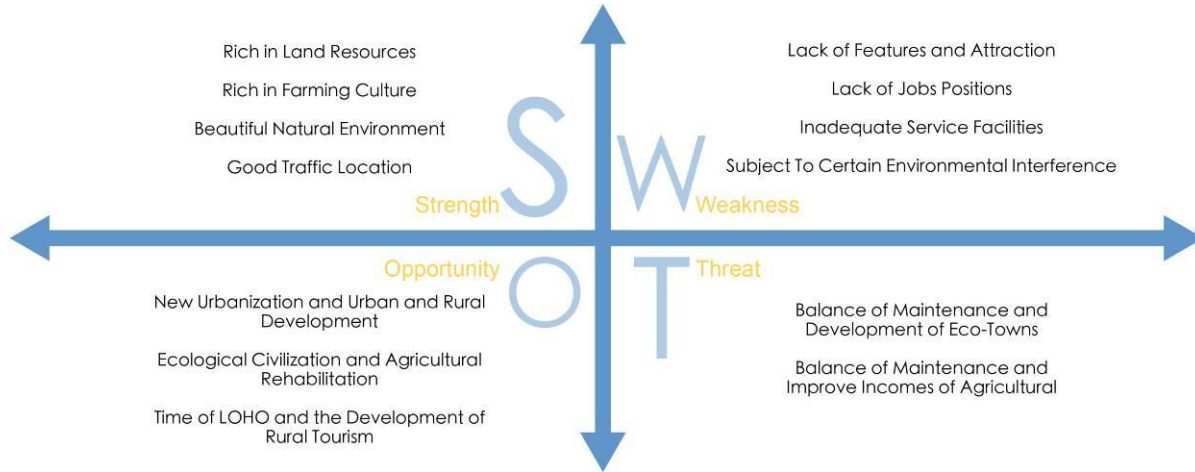 Rich in Land Resources
Rich in Farming Culture
Beautiful Natural Environment
Good Traffic Location
S
Strength
Lack of Features and Attraction
Lack of Jobs Positions
Inadequate Service Facilities
Subject To Certain Environmental Interference
W
Weakness
Opportunity
O
New Urbanization and Urban and Rural
Development
Ecological Civilization and Agricultural
Rehabilitation
Time of LOHO and the Development of
Rural Tourism
T
Threat
Balance of Maintenance and
Development of Eco-Towns
Balance of Maintenance and
Improve Incomes of Agricultural